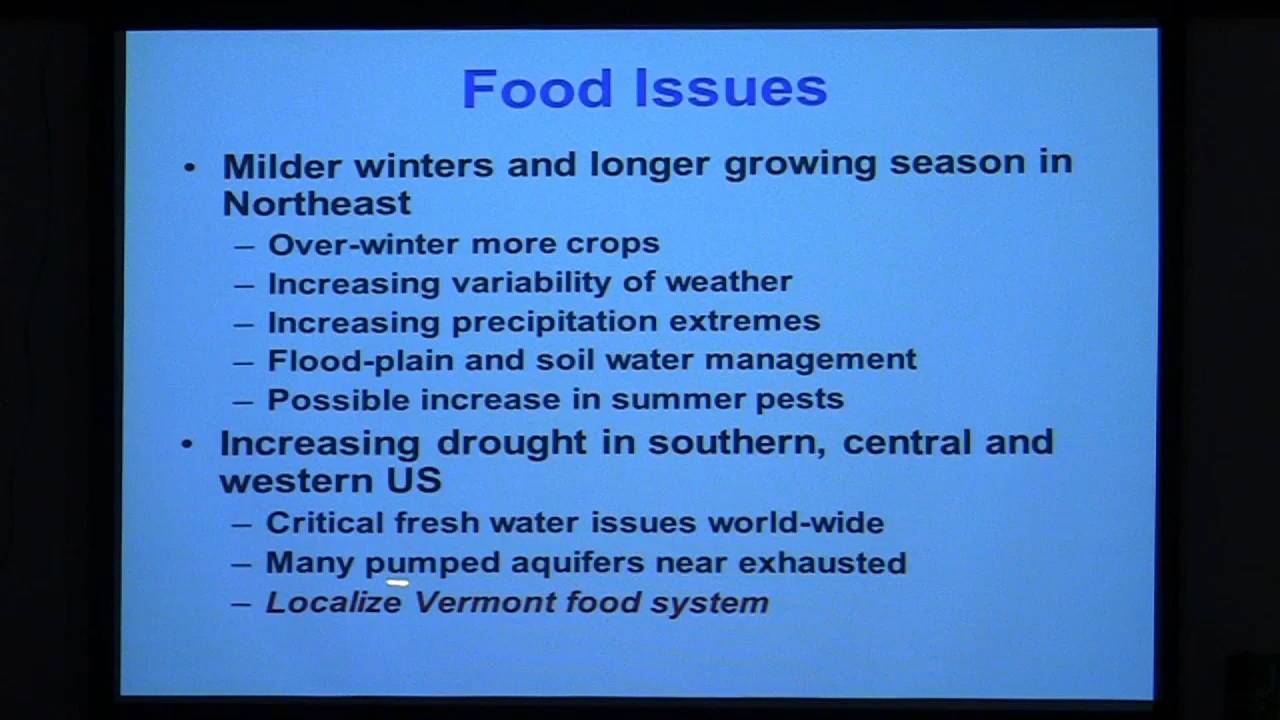 Food Issues
• Milder winters and longer growing season in
Northeast
– Over-winter more crops
– Increasing variability of weather
– Increasing precipitation extremes
– Flood-plain and soil water management
– Possible increase in summer pests
• Increasing drought in southern, central and
western US
– Critical fresh water issues world-wide
– Many pumped aquifers near exhausted
– Localize Vermont food system